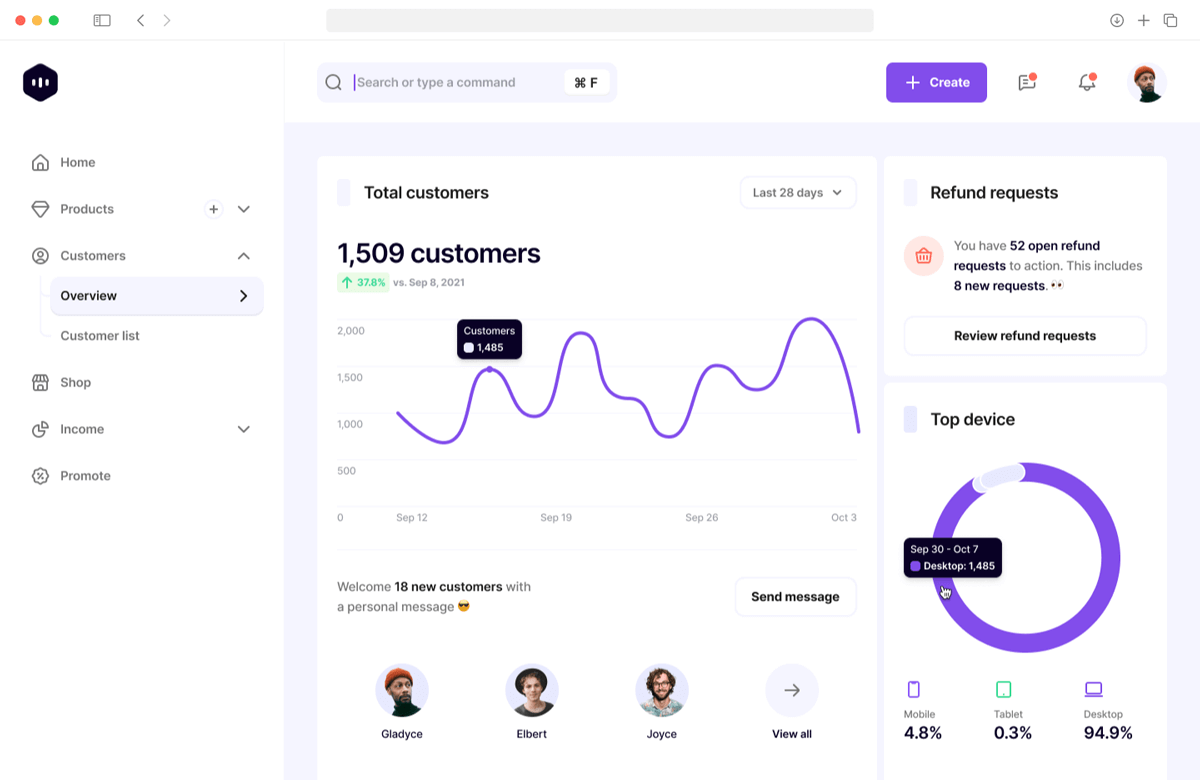 Search or type a command
⌘ F
Create
Home
Products
Customers
Overview
Customer list
Shop
Income
Promote
Total customers
Last 28 days
1,509 customers
37.8% vs. Sep 8, 2021
2,000
1,500
1,000
500
0
Customers
1,485
Sep 12
Sep 19
Sep 26
Oct 3
Welcome 18 new customers with
a personal message 😎
Send message
Gladyce
Elbert
Joyce
View all
Refund requests
You have 52 open refund
requests to action. This includes
8 new requests. 👀
Review refund requests
Top device
Sep 30 - Oct 7
Desktop: 1,485
Mobile
4.8%
Tablet
0.3%
Desktop
94.9%